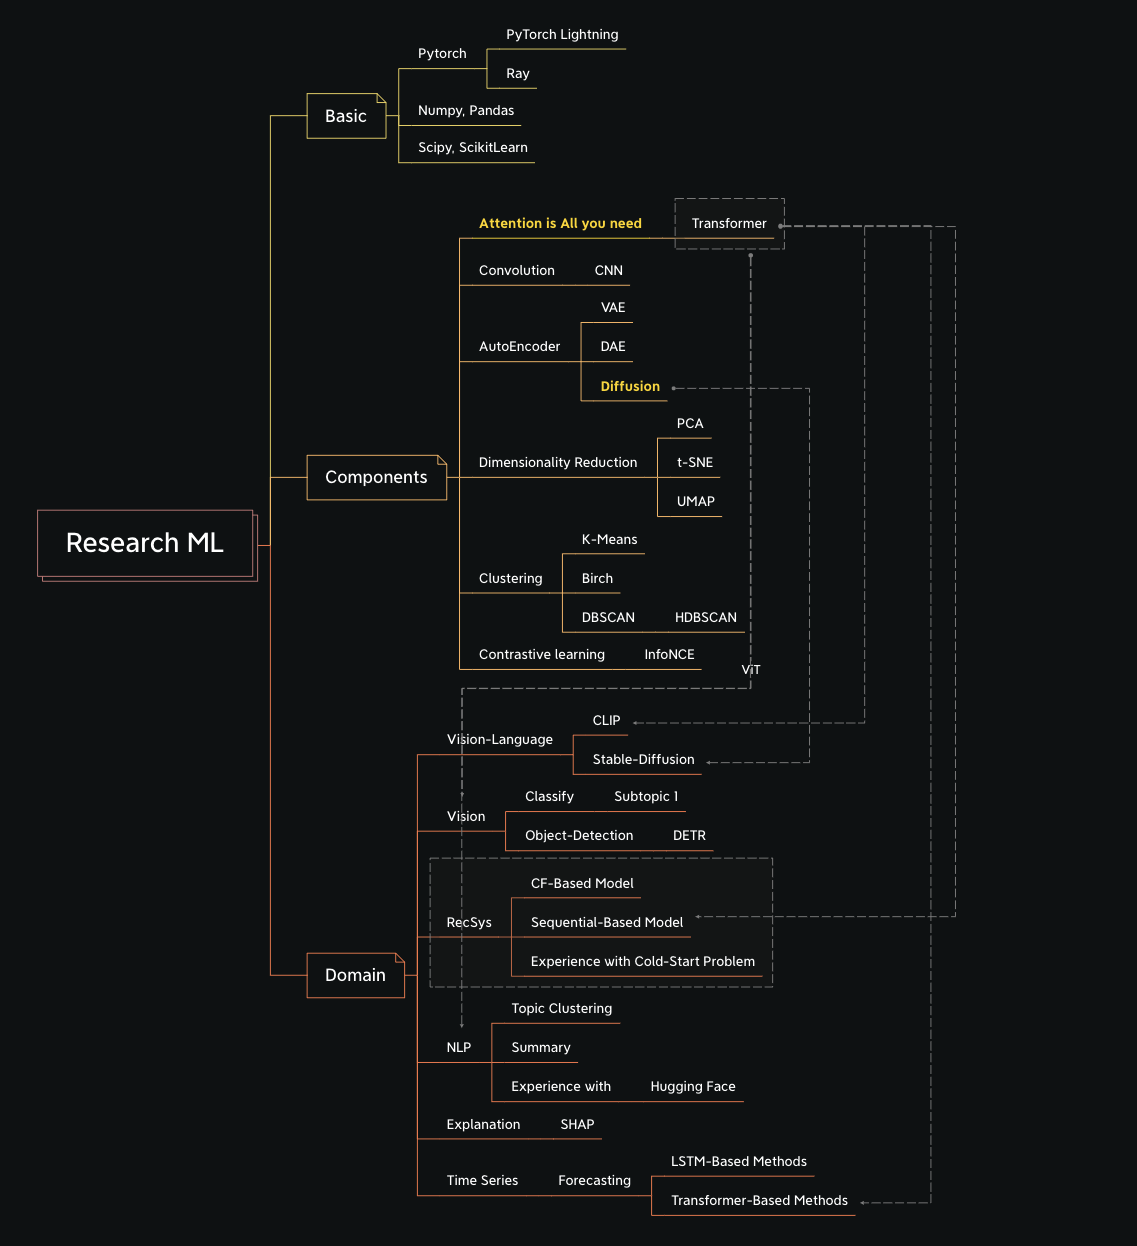 PyTorch Lightning
Pytorch
Ray
Basic
Numpy, Pandas
Scipy, ScikitLearn
Attention is All you need
Transformer
Convolution
CNN
VAE
AutoEncoder
DAE
Diffusion
PCA
Dimensionality Reduction
t-SNE
Components
UMAP
Research ML
K-Means
Clustering
Birch
DBSCAN
HDBSCAN
Contrastive learning
InfoNCE
ViT
CLIP
Vision-Language
Stable-Diffusion
Classify
Subtopic 1
Vision
Object-Detection
DETR
CF-Based Model
RecSys
Sequential-Based Model
Experience with Cold-Start Problem
Domain
Topic Clustering
NLP
Summary
Experience with
Hugging Face
Explanation
SHAP
LSTM-Based Methods
Time Series
Forecasting
Transformer-Based Methods